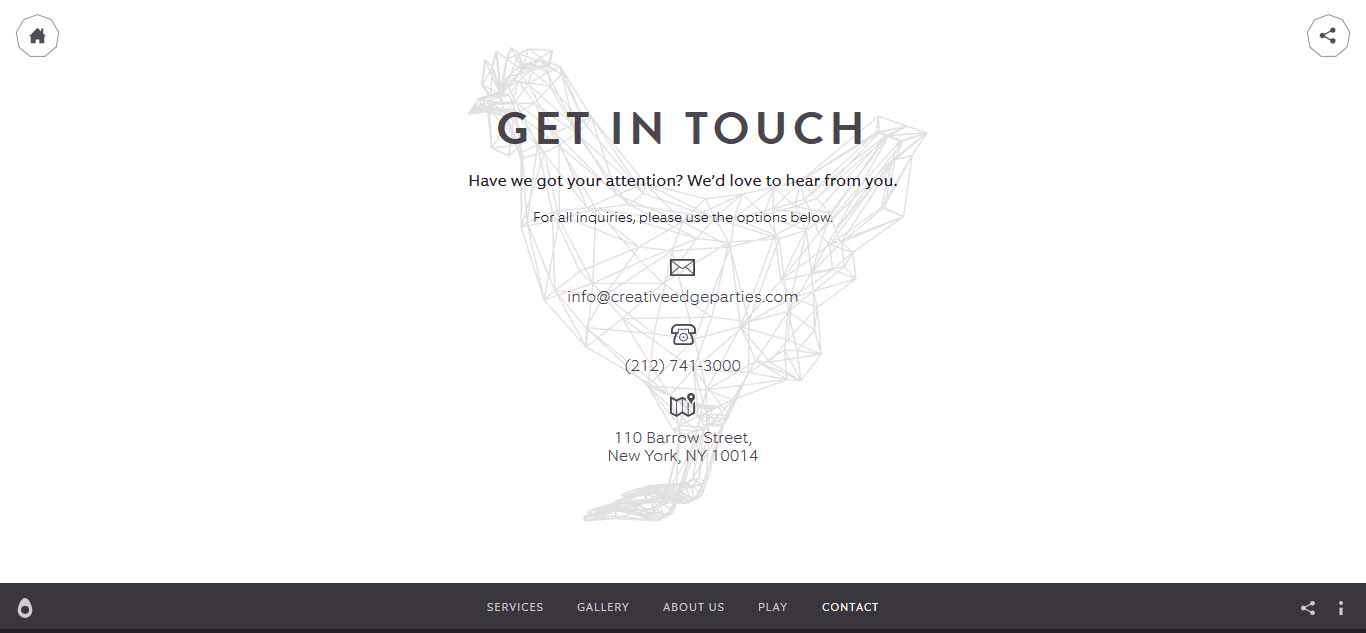 GET IN TOUCH
Have we got your attention? We’d love to hear from you.
For all inquiries, please use the options below.
info@creativeedgeparties.com
(212) 741-3000
110 Barrow Street,
New York, NY 10014
SERVICES GALLERY ABOUT US PLAY CONTACT